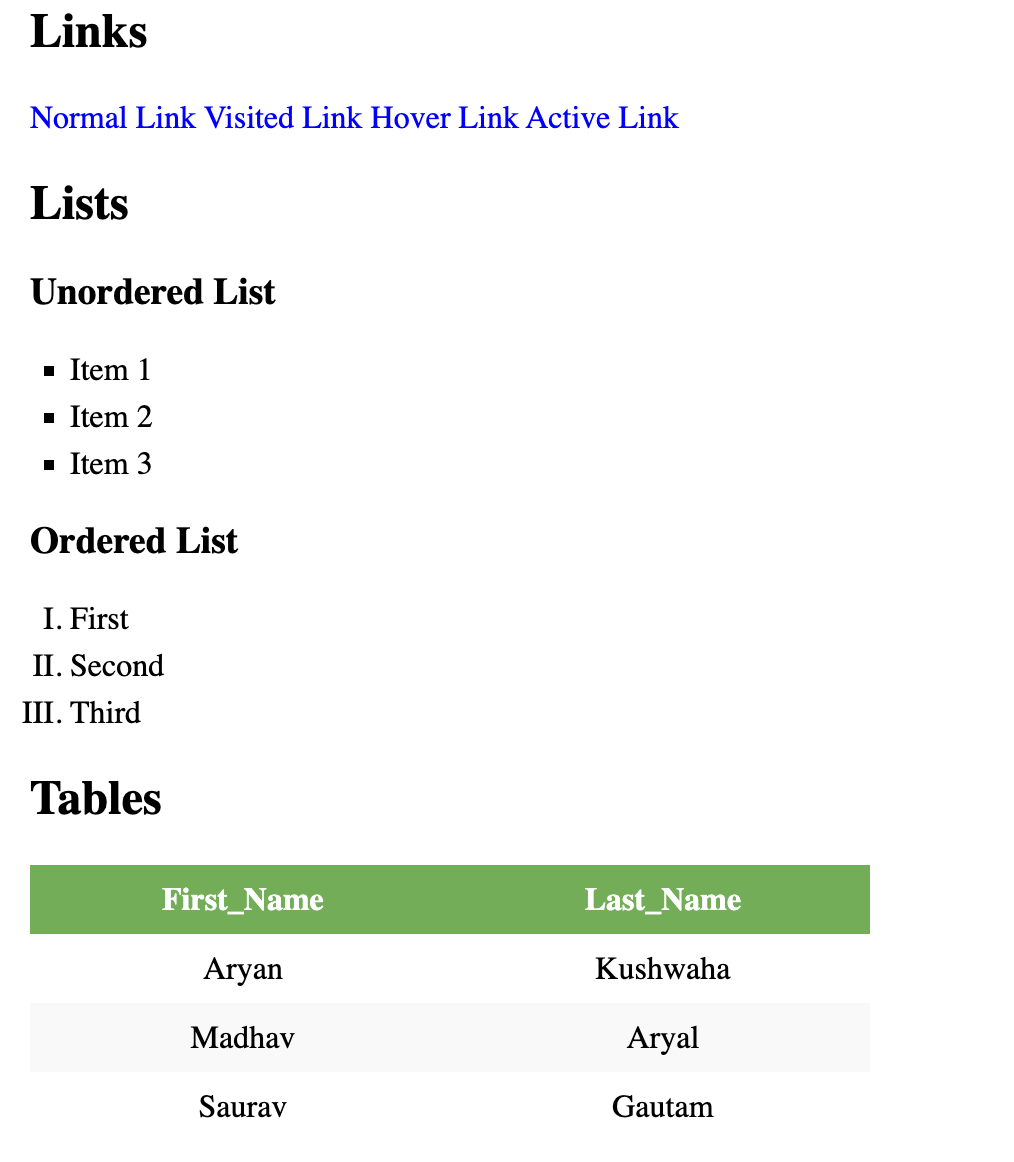 Links
Normal Link Visited Link Hover Link Active Link
Lists
Unordered List
Item 1
Item 2
Item 3
Ordered List
I. First
II. Second
III. Third
Tables
First_Name Last_Name
Aryan Kushwaha
Madhav Aryal
Saurav Gautam